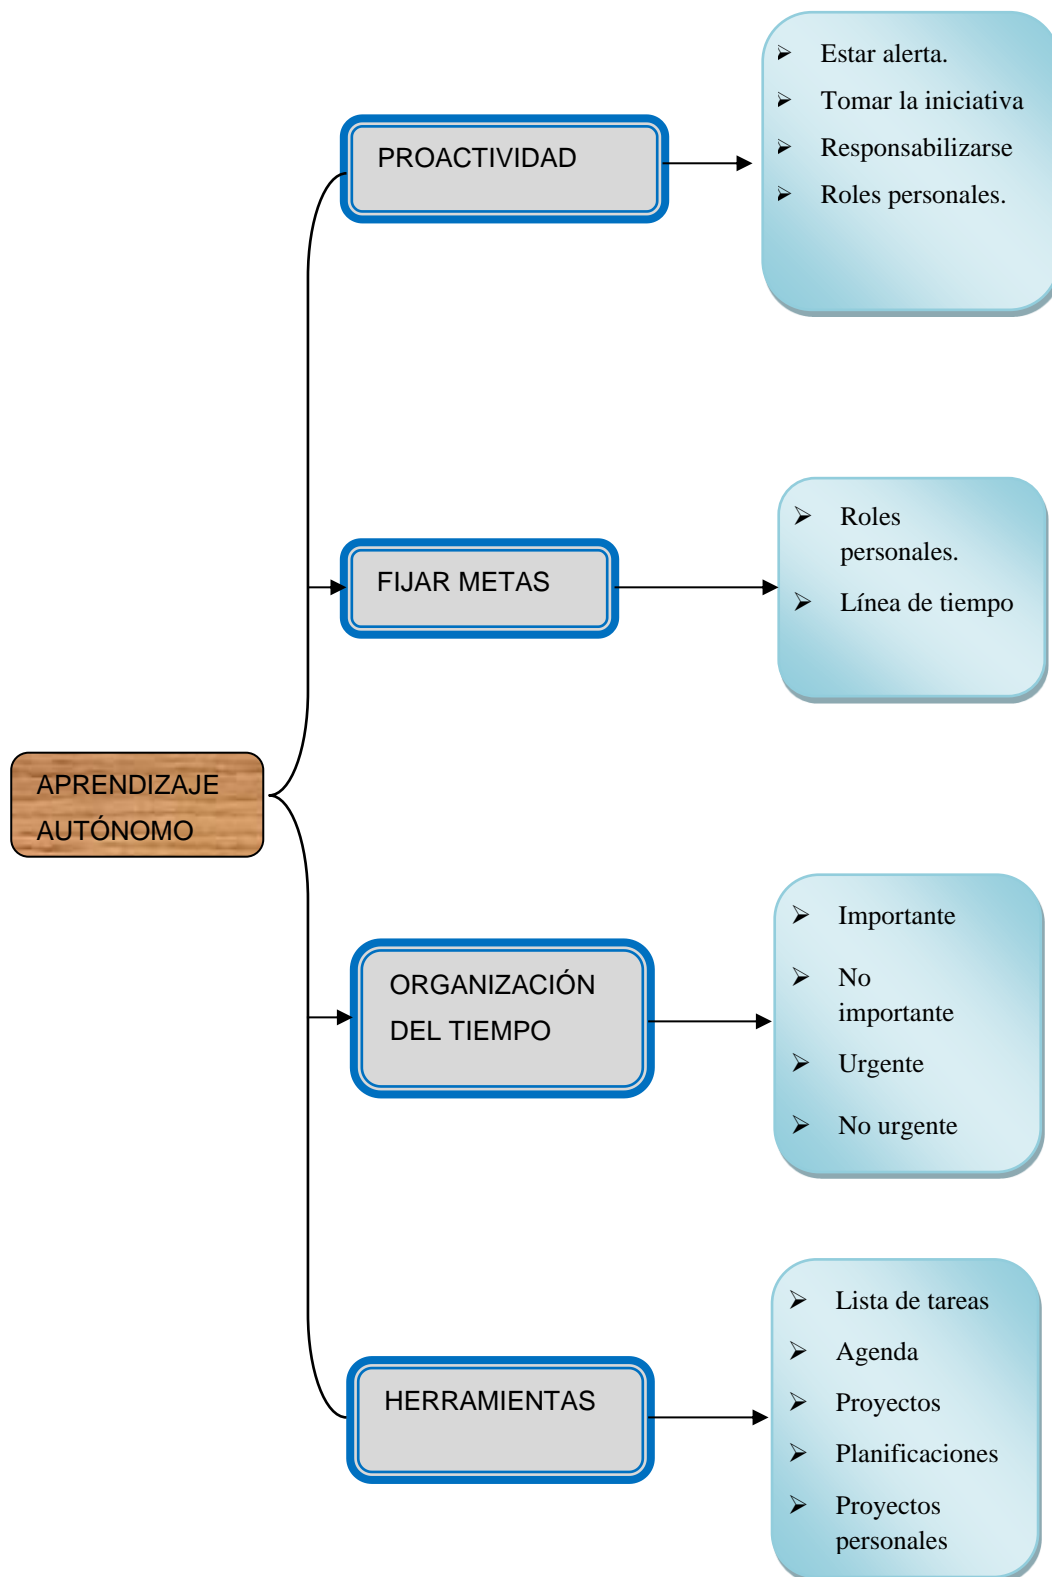 Estar alerta.
Tomar la iniciativa
Responsabilizarse
Roles personales.
PROACTIVIDAD
Roles
personales.
Línea de tiempo
FIJAR METAS
APRENDIZAJE
AUTÓNOMO
Importante
No
importante
Urgente
No urgente
ORGANIZACIÓN
DEL TIEMPO
Lista de tareas
Agenda
Proyectos
Planificaciones
Proyectos
personales
HERRAMIENTAS